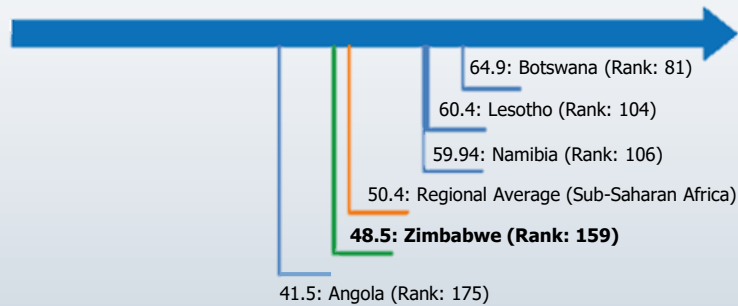 64.9: Botswana (Rank: 81)
60.4: Lesotho (Rank: 104)
59.94: Namibia (Rank: 106)
50.4: Regional Average (Sub-Saharan Africa)
48.5: Zimbabwe (Rank: 159)
41.5: Angola (Rank: 175)